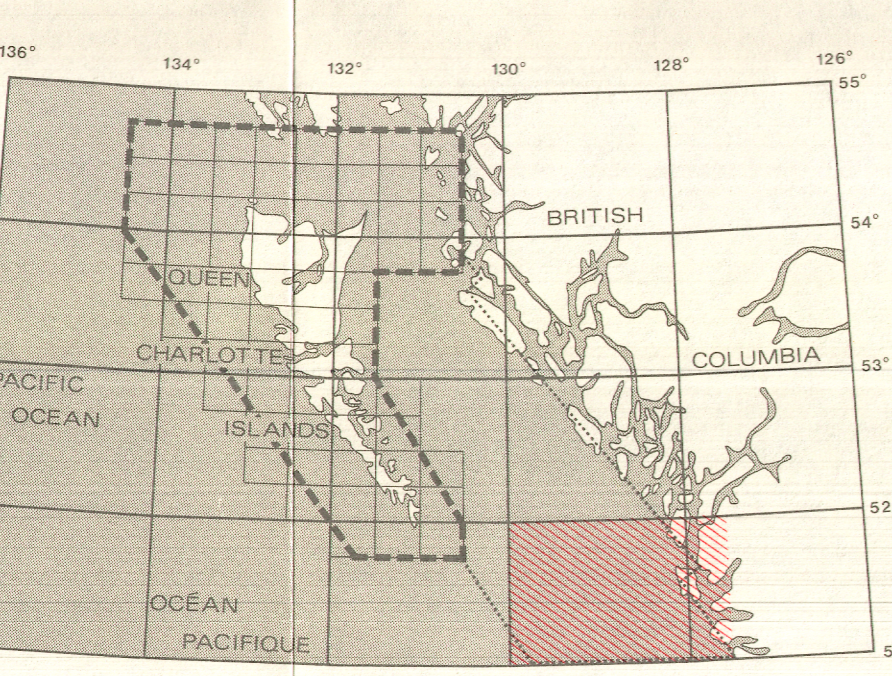 136°
134°
132°
130°
128°
126°
55°
BRITISH
54°
QUEEN
CHARLOTTE
COLUMBIA
53°
PACIFIC
OCEAN
ISLANDS
52
OCÉAN
PACIFIQUE
5